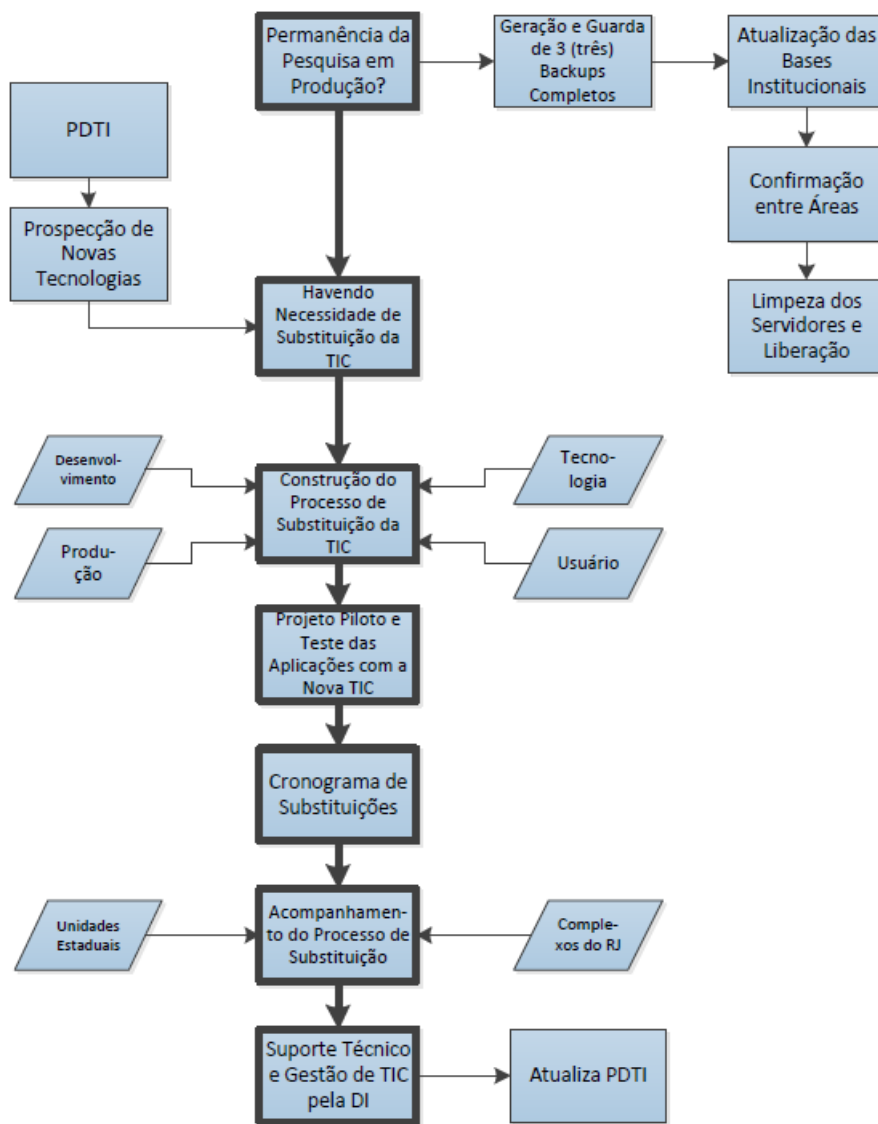 Permanência da
Pesquisa em
Produção?
Geração e Guarda
de 3 (três)
Backups
Completos
Atualização das
Bases
Institucionais
PDTI
Confirmação
entre Áreas
Prospecção de
Novas
Tecnologias
Havendo
Necessidade de
Substituição da
TIC
Limpeza dos
Servidores e
Liberação
Desenvol-
vimento
Tecno-
logia
Construção do
Processo de
Substituição da
TIC
Produ-
ção
Usuário
Projeto Piloto e
Teste das
Aplicações com a
Nova TIC
Cronograma de
Substituições
Unidades
Estaduais
Acompanhamen-
to do Processo de
Substituição
Comple-
xos do RJ
Suporte Técnico
e Gestão de TIC
pela DI
Atualiza PDTI